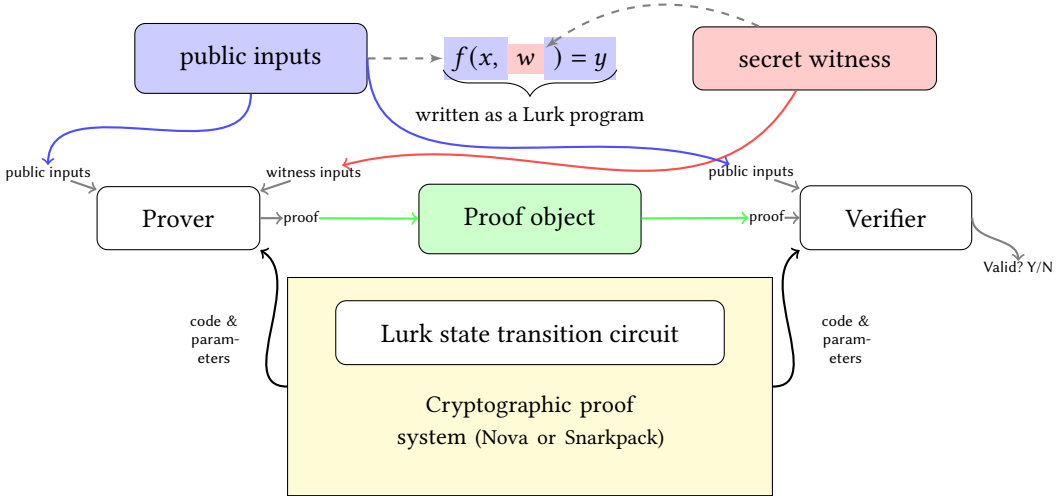 public inputs
f(x, w ) = y
secret witness
written as a Lurk program
public inputs
witness inputs
public inputs
Prover
proof
Proof object
proof
Verifier
Valid? Y/N
code &
param-
eters
Lurk state transition circuit
code &
param-
eters
Cryptographic proof
system (Nova or Snarkpack)